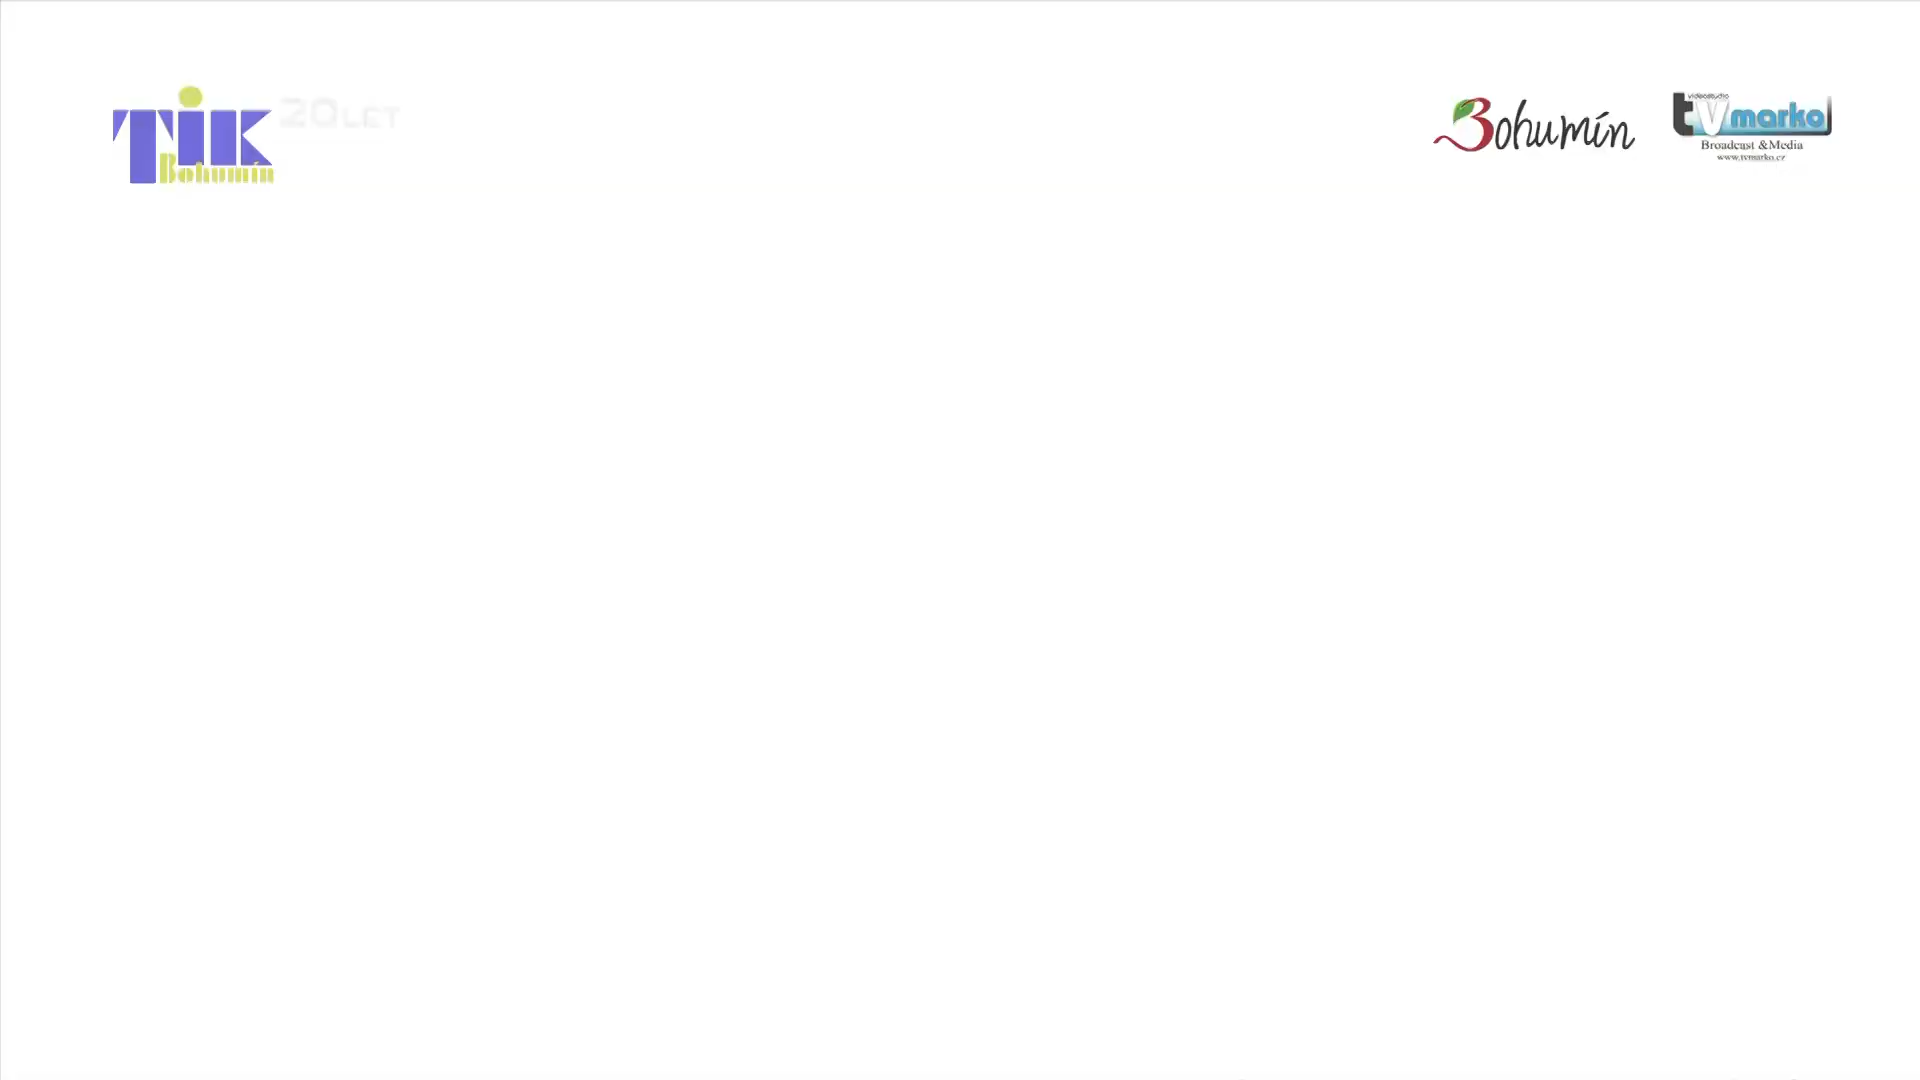 TiK 20LET
Bohumín
Bohumín
videostudio
tvmarko
Broadcast &Media
www.tvmarko.cz